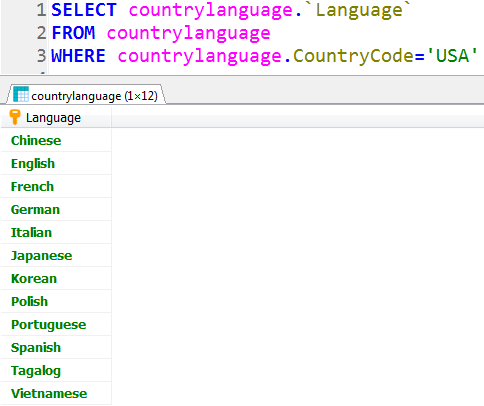 1 SELECT countrylanguage.`Language`
2 FROM countrylanguage
3 WHERE countrylanguage.CountryCode='USA'
countrylanguage (1×12)
Language
Chinese
English
French
German
Italian
Japanese
Korean
Polish
Portuguese
Spanish
Tagalog
Vietnamese